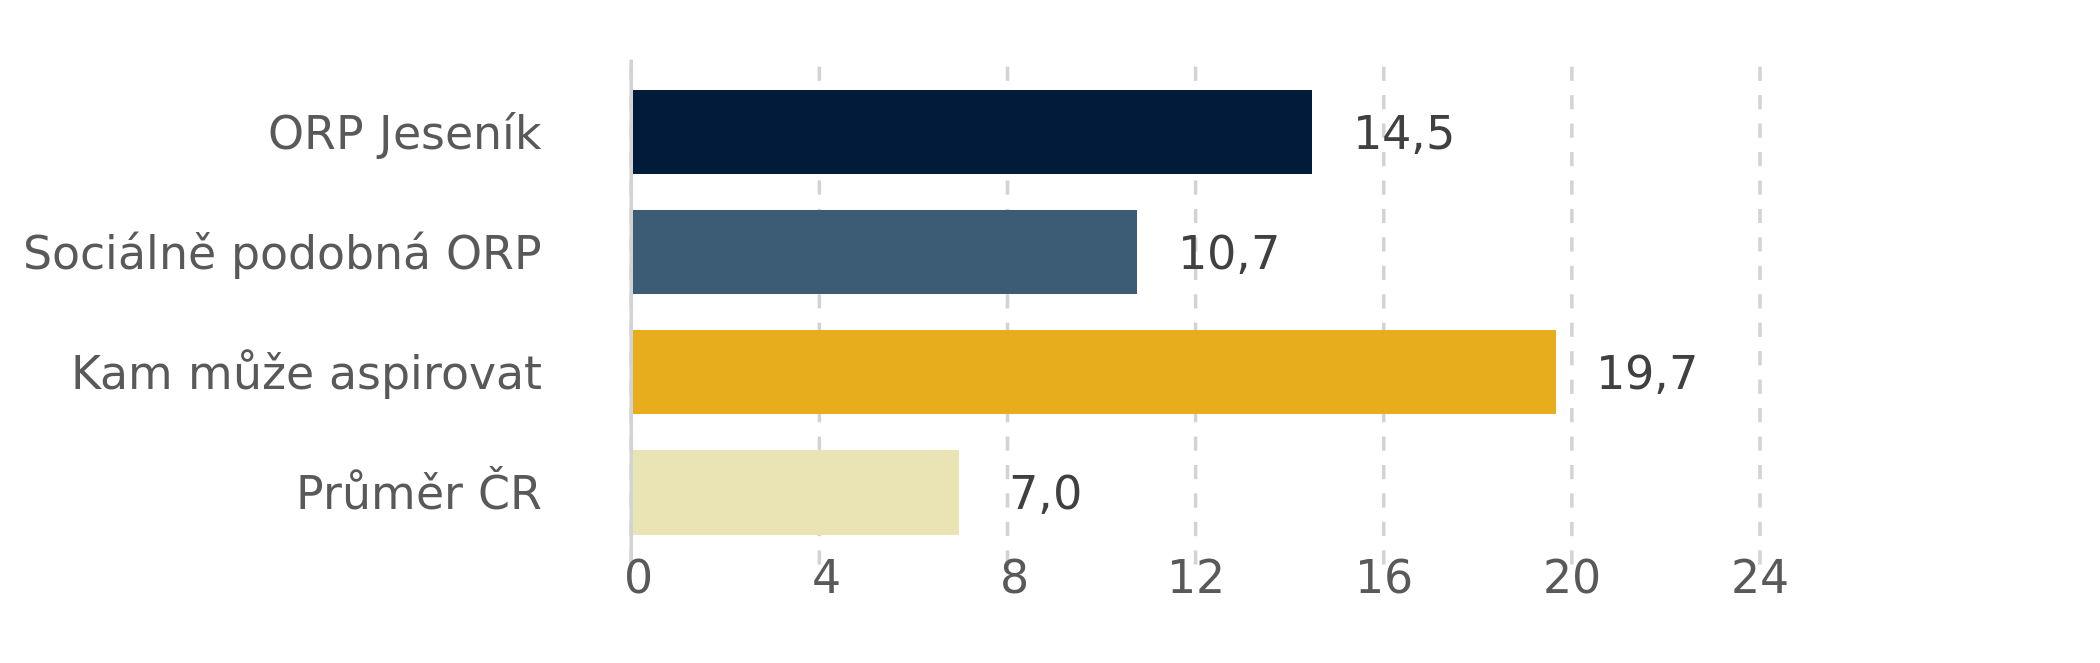 ORP Jeseník 14,5
Sociálně podobná ORP 10,7
Kam může aspirovat 19,7
Průměr ČR 7,0
0 4 8 12 16 20 24